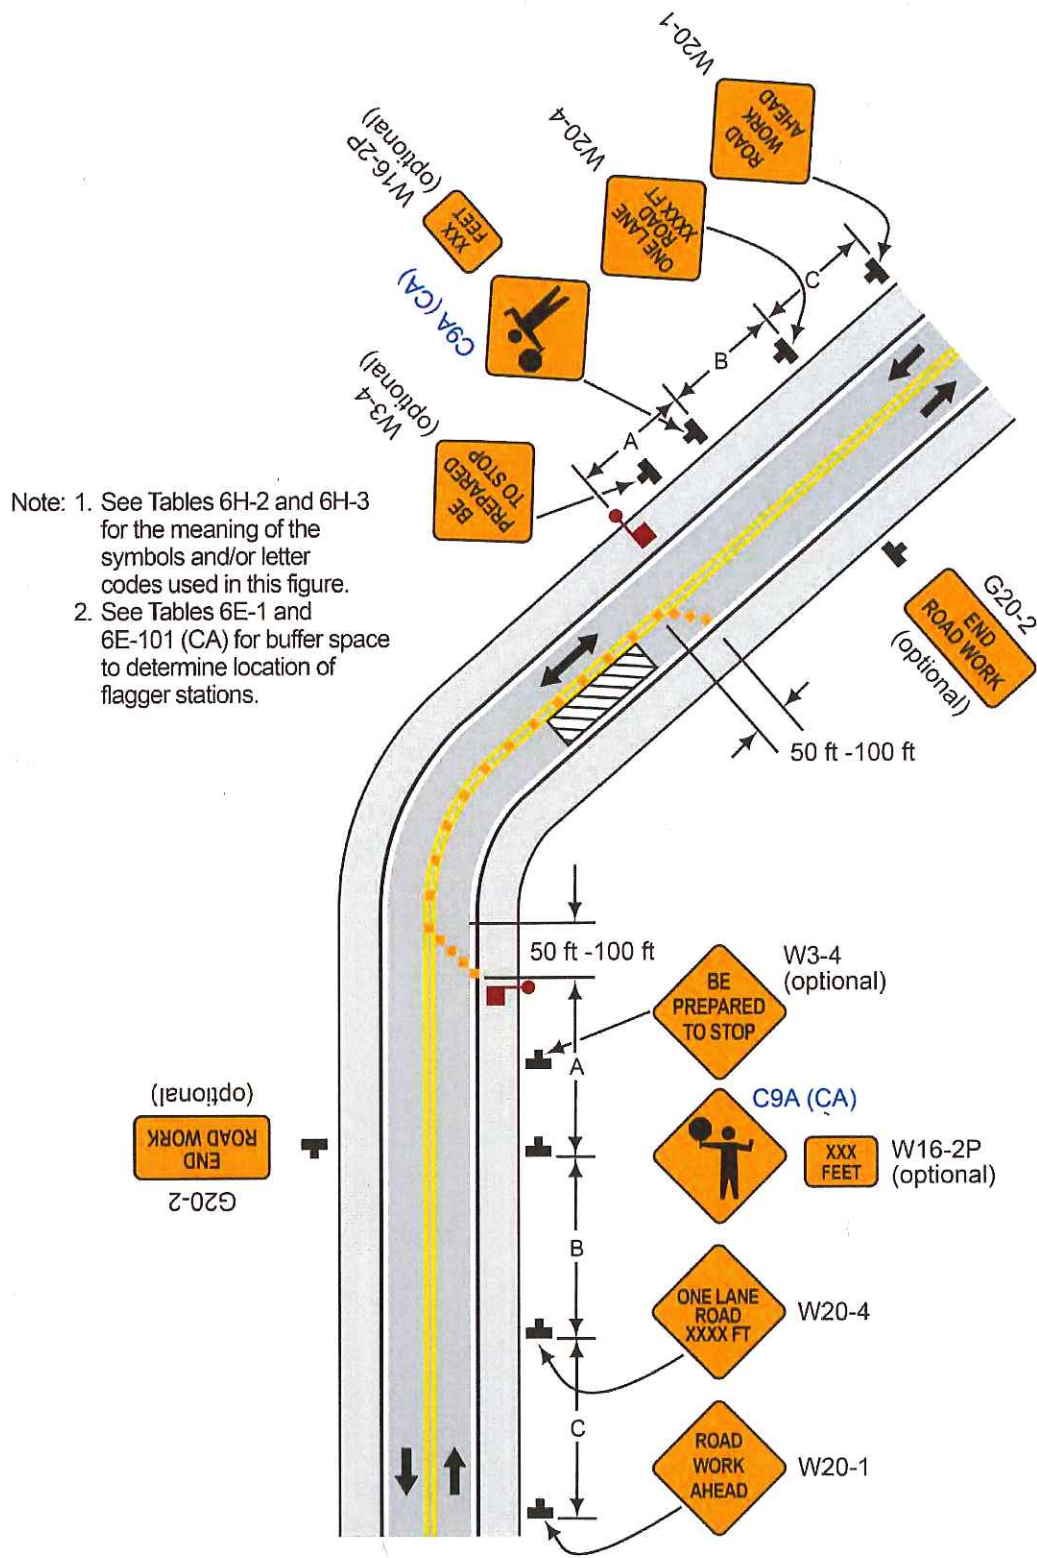 W20-1
ROAD
WORK
AHEAD
W20-4
ONE LANE
ROAD
XXXX FT
W16-2P
(optional)
XXX
FEET
C9A (CA)
W3-4
(optional)
BE
PREPARED
TO STOP
C
B
A
Note: 1. See Tables 6H-2 and 6H-3
for the meaning of the
symbols and/or letter
codes used in this figure.
2. See Tables 6E-1 and
6E-101 (CA) for buffer space
to determine location of
flagger stations.
G20-2
END
ROAD WORK
(optional)
50 ft -100 ft
50 ft -100 ft
W3-4
(optional)
BE
PREPARED
TO STOP
A
C9A (CA)
XXX
FEET
W16-2P
(optional)
(optional)
END
ROAD WORK
G20-2
B
ONE LANE
ROAD
XXXX FT
W20-4
C
ROAD
WORK
AHEAD
W20-1